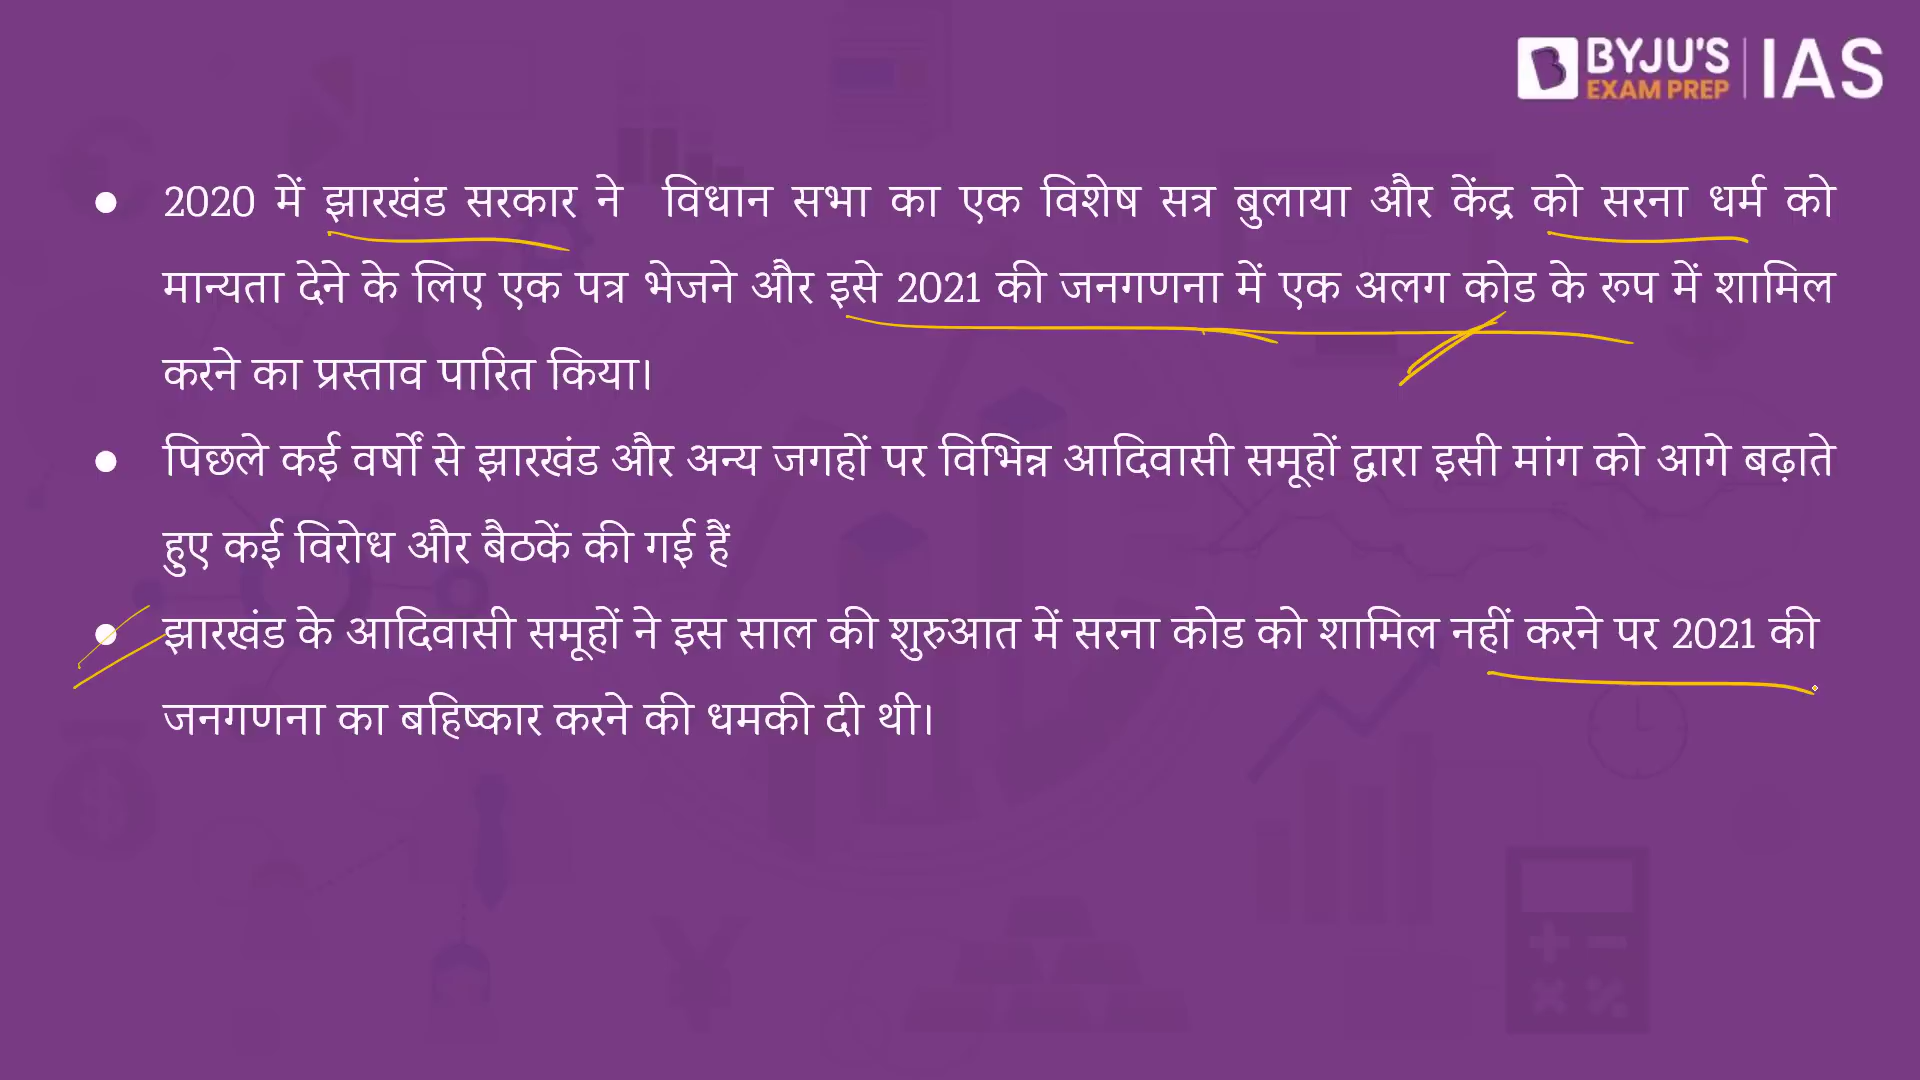 BYJU'S
EXAM PREP
IAS
2020 में झारखंड सरकार ने विधान सभा का एक विशेष सत्र बुलाया और केंद्र को सरना धर्म को
मान्यता देने के लिए एक पत्र भेजने और इसे 2021 की जनगणना में एक अलग कोड के रूप में शामिल
करने का प्रस्ताव पारित किया।
पिछले कई वर्षों से झारखंड और अन्य जगहों पर विभिन्न आदिवासी समूहों द्वारा इसी मांग को आगे बढ़ाते
हुए कई विरोध और बैठकें की गई हैं
झारखंड के आदिवासी समूहों ने इस साल की शुरुआत में सरना कोड को शामिल नहीं करने पर 2021 की
जनगणना का बहिष्कार करने की धमकी दी थी।